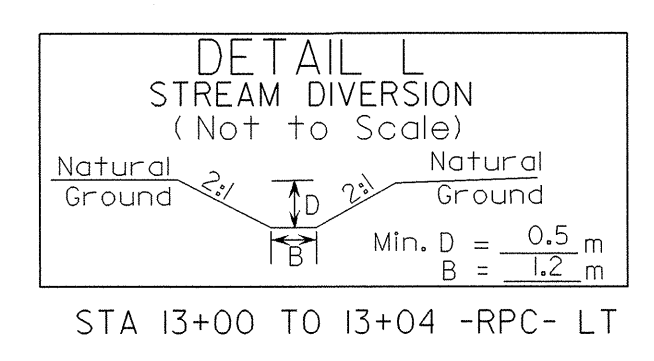 DETAIL L
STREAM DIVERSION
(Not to Scale)
Natural
Ground
2:1
D
B
2:1
Natural
Ground
Min. D = 0.5 m
B = 1.2 m
STA 13+00 TO 13+04 -RPC- LT